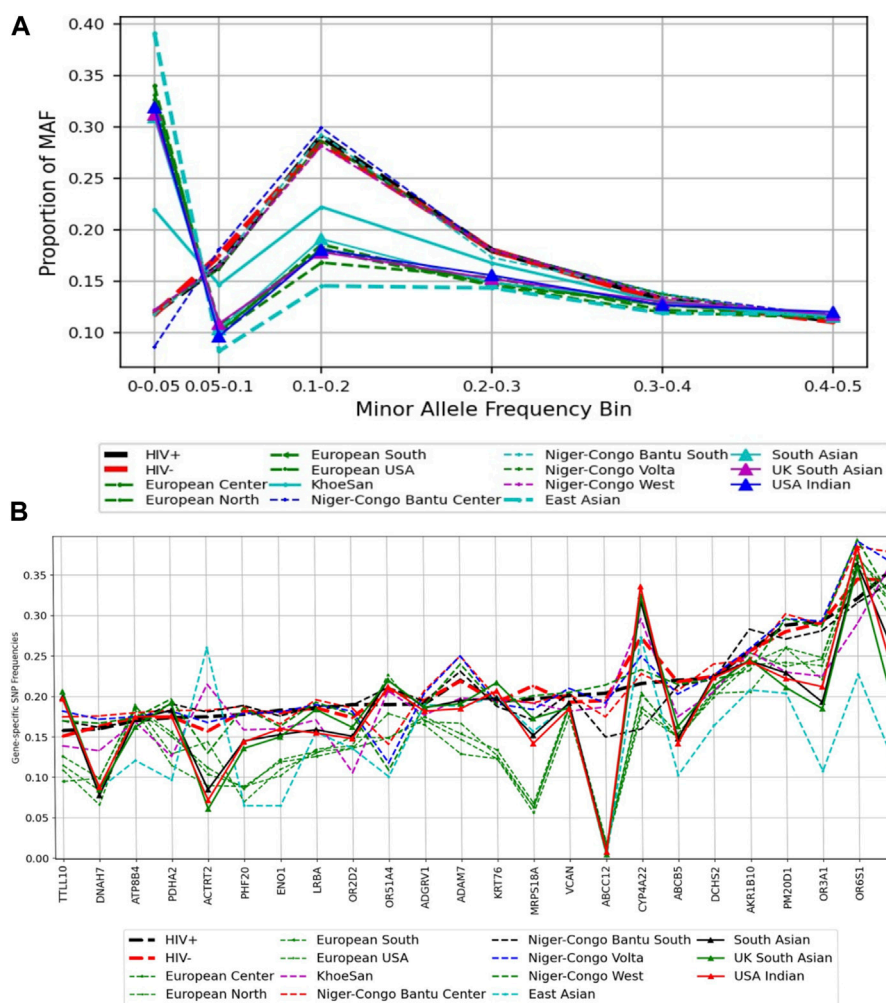 A
0.40
0.35
0.30
0.25
0.20
0.15
0.10
Proportion of MAF
0-0.05 0.05-0.1 0.1-0.2 0.2-0.3 0.3-0.4 0.4-0.5
Minor Allele Frequency Bin
HIV+ European South Niger-Congo Bantu South South Asian
HIV- European USA Niger-Congo Volta UK South Asian
European Center KhoeSan Niger-Congo West USA Indian
European North Niger-Congo Bantu Center East Asian
B
0.35
0.30
0.25
0.20
0.15
0.10
0.05
0.00
Gene-specific SNP Frequencies
TTLL10 DNAH7 ATP8B4 PDHA2 ACTRT2 PHF20 ENO1 LRBA OR2D2 OR51A4 ADGRV1 ADAM7 KRT76 MRPS18A VCAN ABCC12 CYP4A22 ABCB5 DCHS2 AKR1B10 PM20D1 OR3A1 OR6S1
HIV+ European South Niger-Congo Bantu South South Asian
HIV- European USA Niger-Congo Volta UK South Asian
European Center KhoeSan Niger-Congo West USA Indian
European North Niger-Congo Bantu Center East Asian